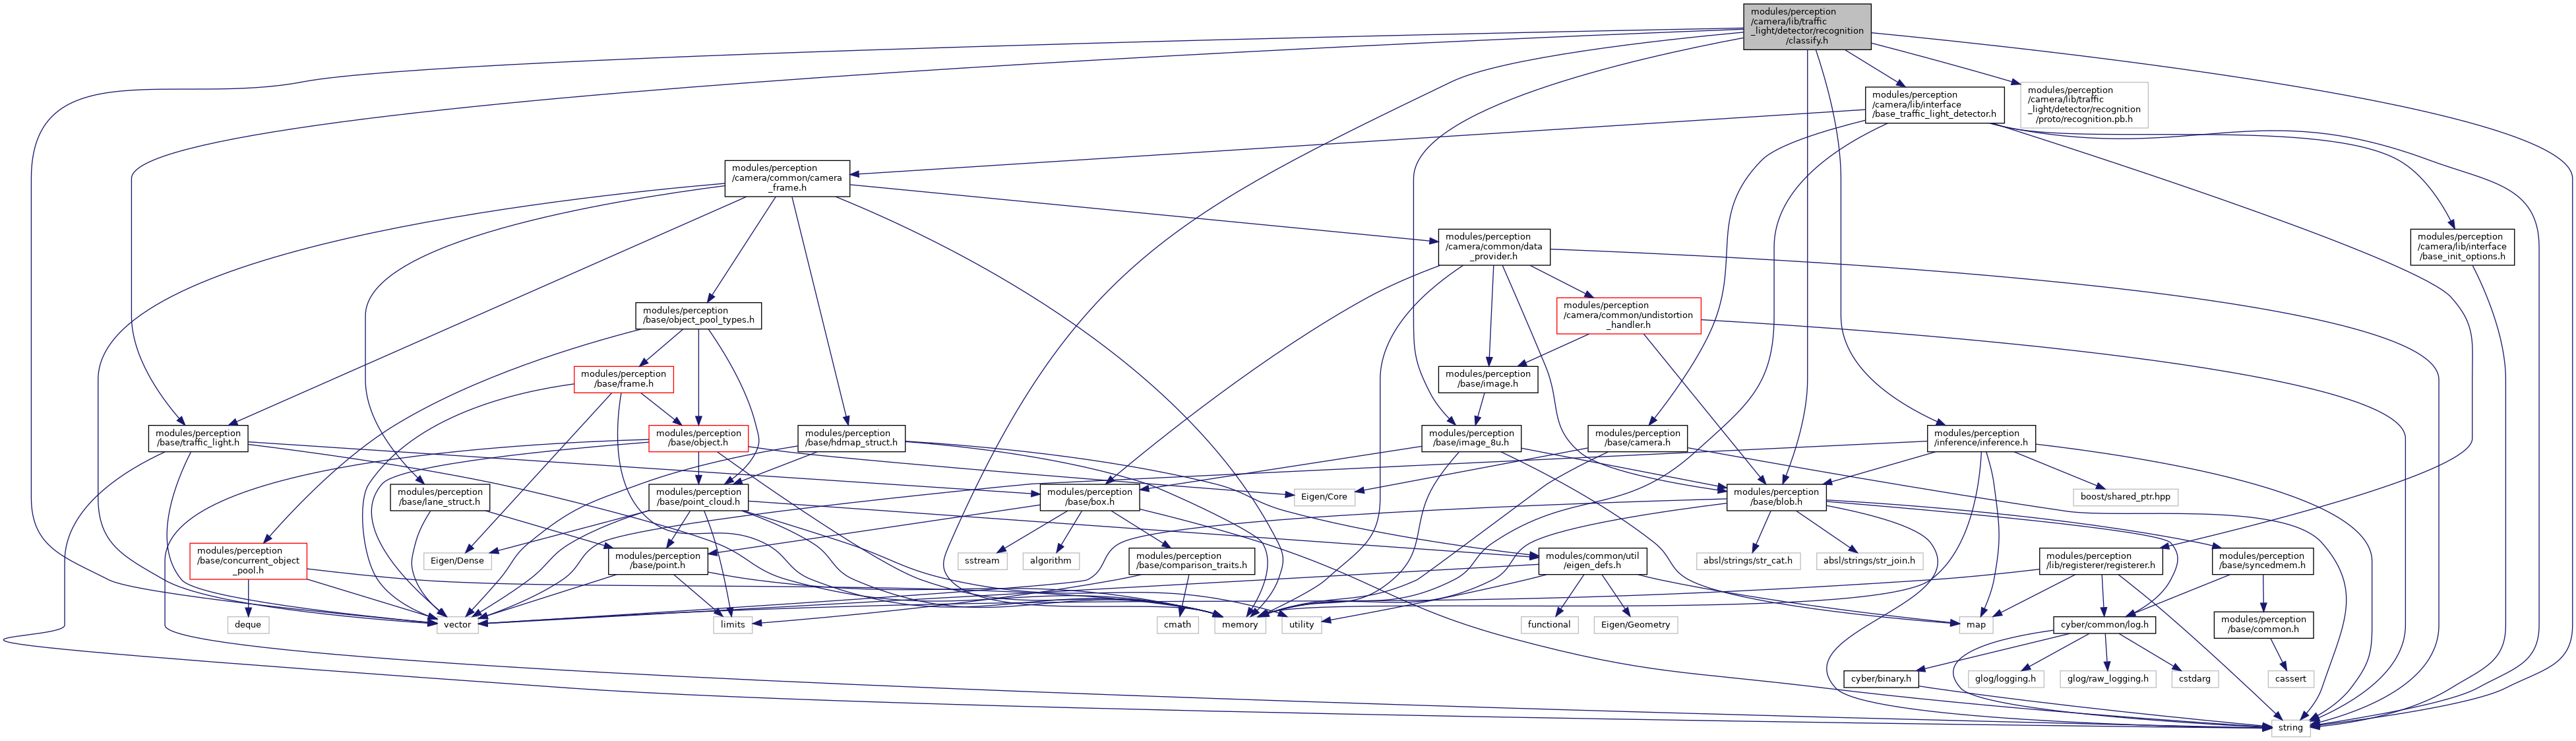 modules/perception
/camera/lib/traffic
_light/detector/recognition
/classify.h
modules/perception
/camera/lib/interface
/base_traffic_light_detector.h
modules/perception
/camera/lib/traffic
_light/detector/recognition
/proto/recognition.pb.h
modules/perception
/camera/common/camera
_frame.h
modules/perception
/camera/common/data
_provider.h
modules/perception
/camera/lib/interface
/base_init_options.h
modules/perception
/base/object_pool_types.h
modules/perception
/camera/common/undistortion
_handler.h
modules/perception
/base/frame.h
modules/perception
/base/image.h
modules/perception
/base/traffic_light.h
modules/perception
/base/object.h
modules/perception
/base/hdmap_struct.h
modules/perception
/base/image_8u.h
modules/perception
/base/camera.h
modules/perception
/inference/inference.h
modules/perception
/base/lane_struct.h
modules/perception
/base/point_cloud.h
modules/perception
/base/box.h
Eigen/Core
modules/perception
/base/blob.h
boost/shared_ptr.hpp
modules/perception
/base/concurrent_object
_pool.h
Eigen/Dense
modules/perception
/base/point.h
sstream
algorithm
modules/perception
/base/comparison_traits.h
modules/common/util
/eigen_defs.h
absl/strings/str_cat.h
absl/strings/str_join.h
modules/perception
/lib/registerer/registerer.h
modules/perception
/base/syncedmem.h
deque
vector
limits
cmath
memory
utility
functional
Eigen/Geometry
map
cyber/common/log.h
modules/perception
/base/common.h
cyber/binary.h
glog/logging.h
glog/raw_logging.h
cstdarg
cassert
string